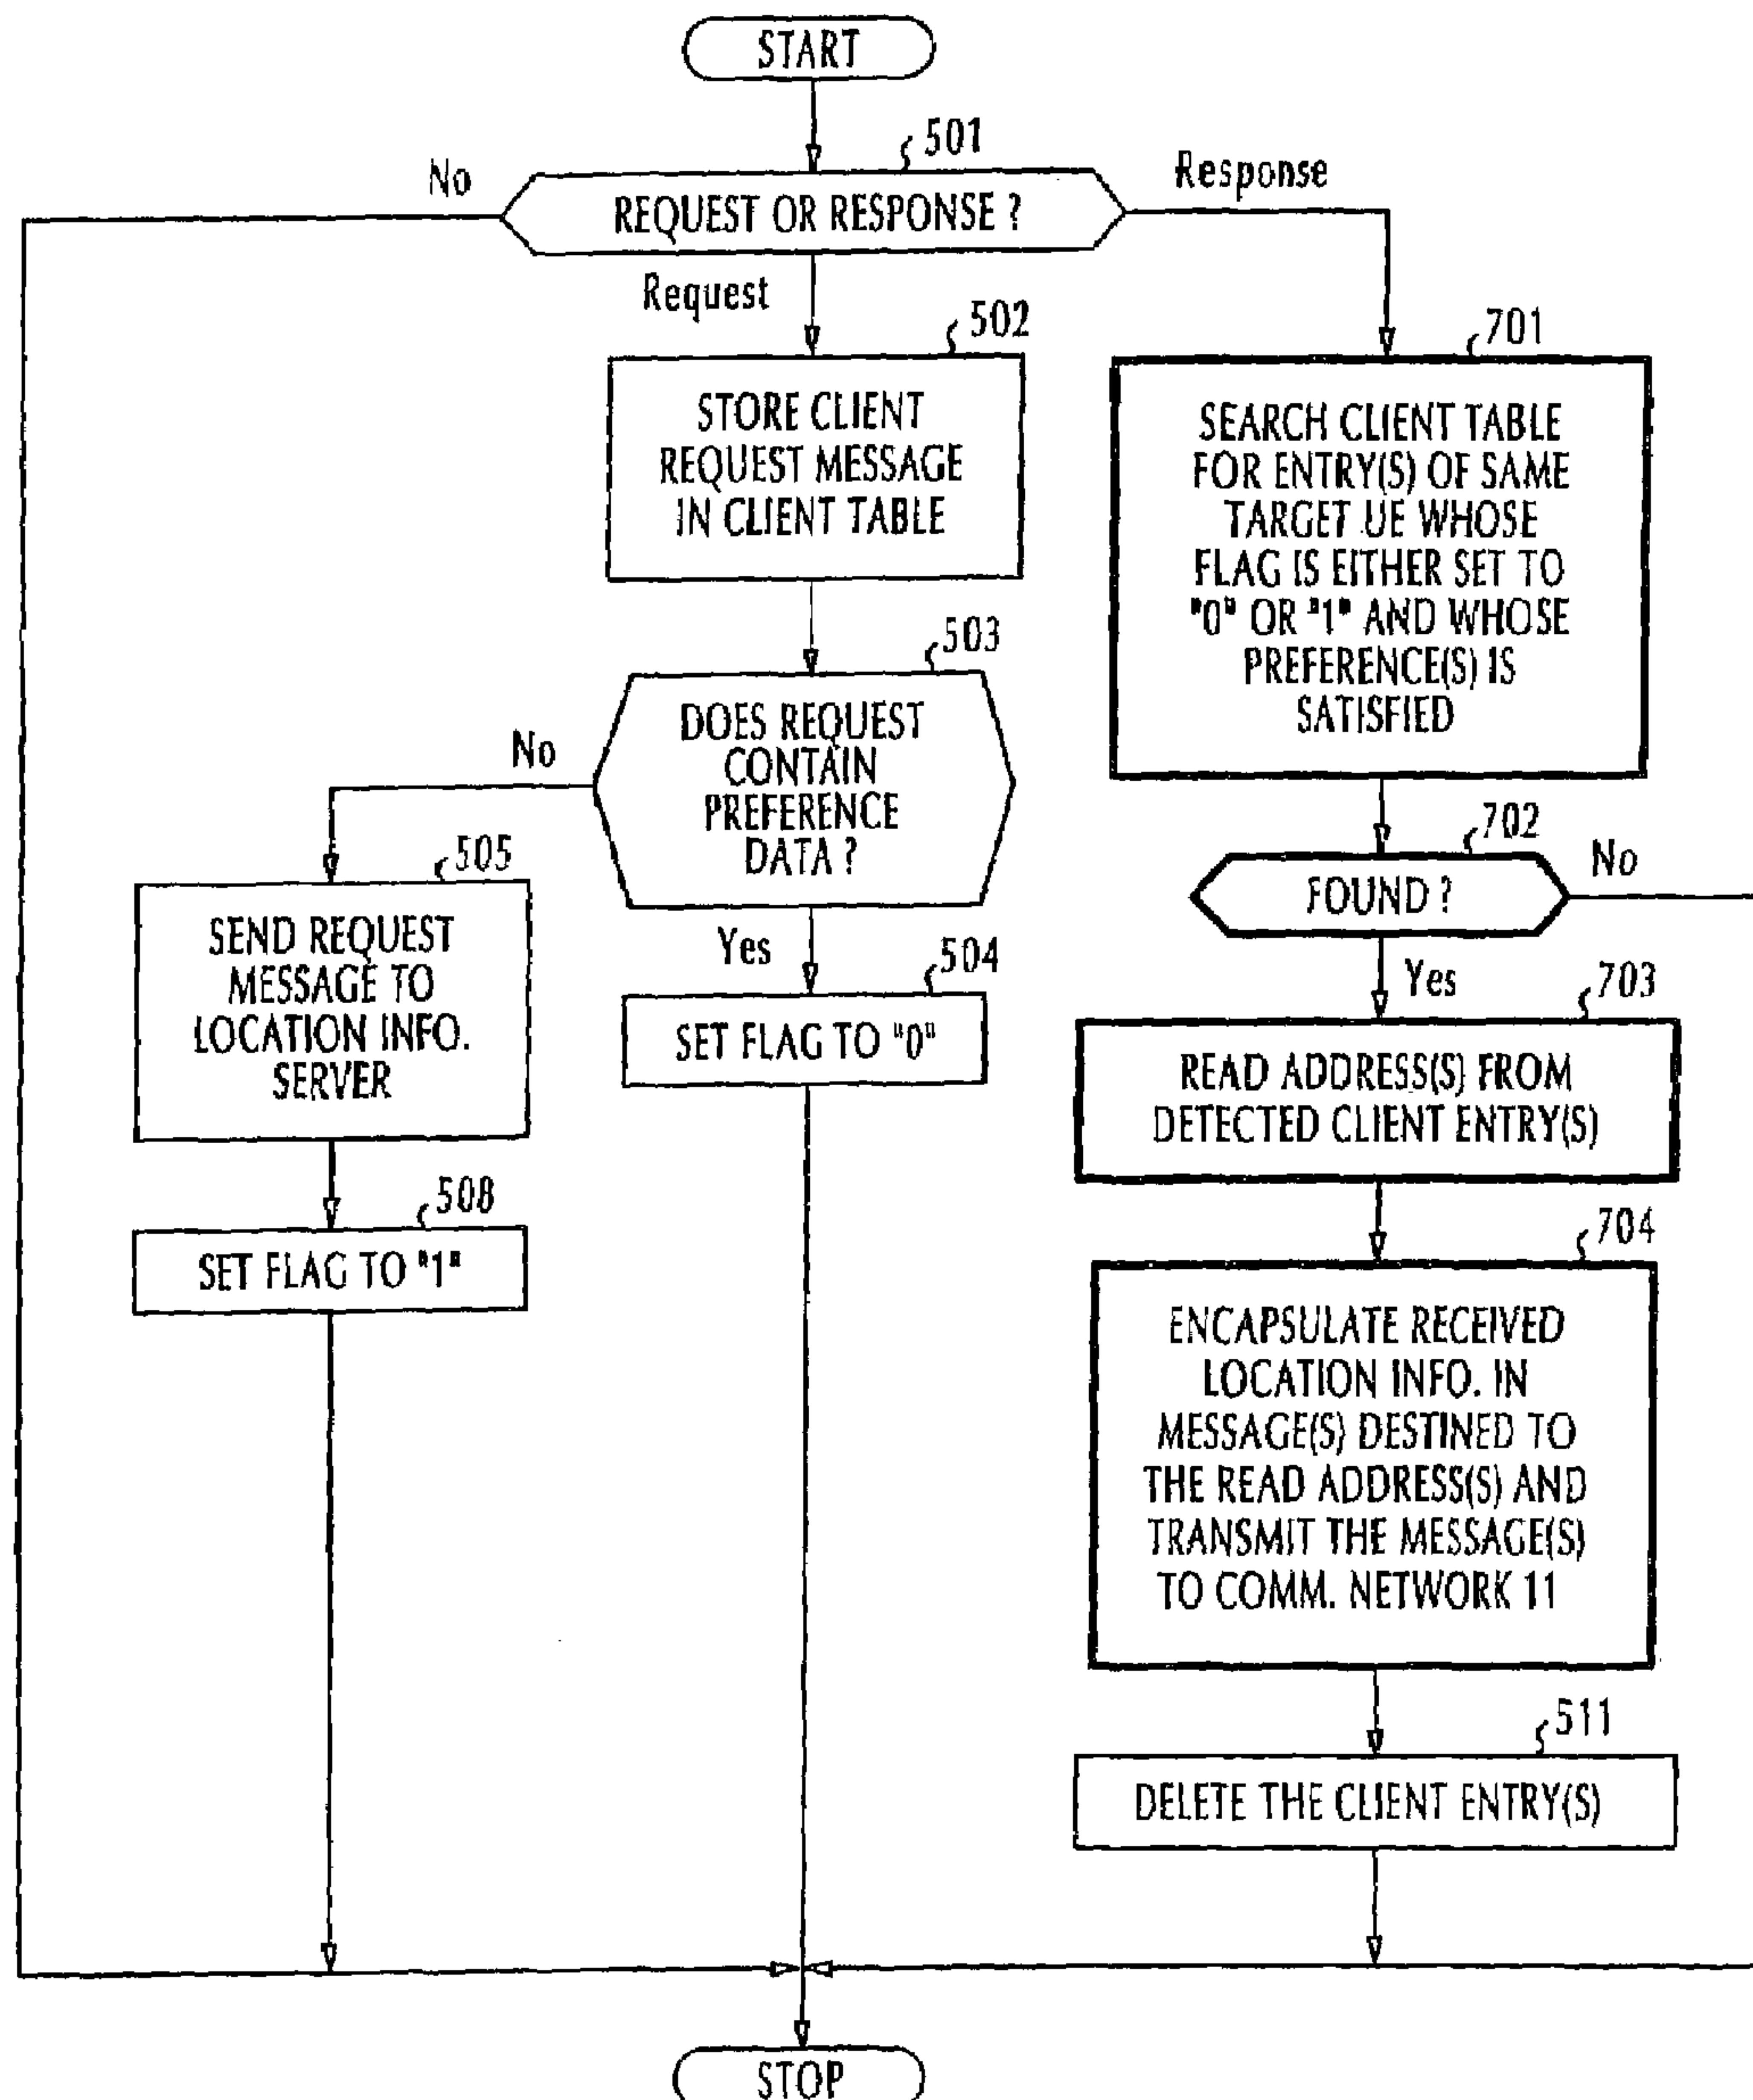 START
501
No
REQUEST OR RESPONSE ?
Response
Request
502
STORE CLIENT
REQUEST MESSAGE
IN CLIENT TABLE
503
DOES REQUEST
CONTAIN
PREFERENCE
DATA ?
No
Yes
505
SEND REQUEST
MESSAGE TO
LOCATION INFO.
SERVER
508
SET FLAG TO "1"
504
SET FLAG TO "0"
701
SEARCH CLIENT TABLE
FOR ENTRY(S) OF SAME
TARGET UE WHOSE
FLAG IS EITHER SET TO
"0" OR "1" AND WHOSE
PREFERENCE(S) IS
SATISFIED
702
FOUND ?
No
Yes
703
READ ADDRESS(S) FROM
DETECTED CLIENT ENTRY(S)
704
ENCAPSULATE RECEIVED
LOCATION INFO. IN
MESSAGE(S) DESTINED TO
THE READ ADDRESS(S) AND
TRANSMIT THE MESSAGE(S)
TO COMM. NETWORK 11
511
DELETE THE CLIENT ENTRY(S)
STOP